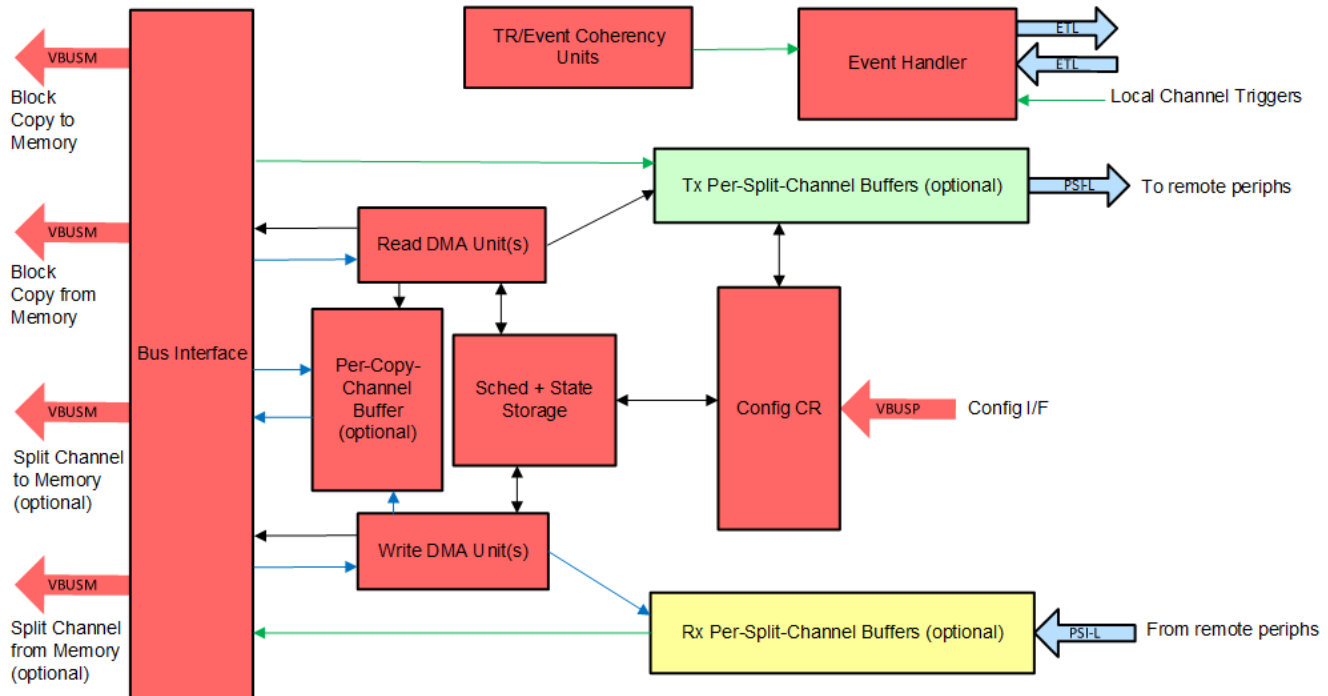 VBUSM
Block
Copy to
Memory
VBUSM
Block
Copy from
Memory
VBUSM
Split Channel
to Memory
(optional)
VBUSM
Split Channel
from Memory
(optional)
Bus Interface
TR/Event Coherency
Units
Event Handler
ETL
ETL
Local Channel Triggers
Tx Per-Split-Channel Buffers (optional)
PSI-L
To remote periphs
Read DMA Unit(s)
Per-Copy-
Channel
Buffer
(optional)
Sched + State
Storage
Config CR
VBUSP
Config I/F
Write DMA Unit(s)
Rx Per-Split-Channel Buffers (optional)
PSI-L
From remote periphs